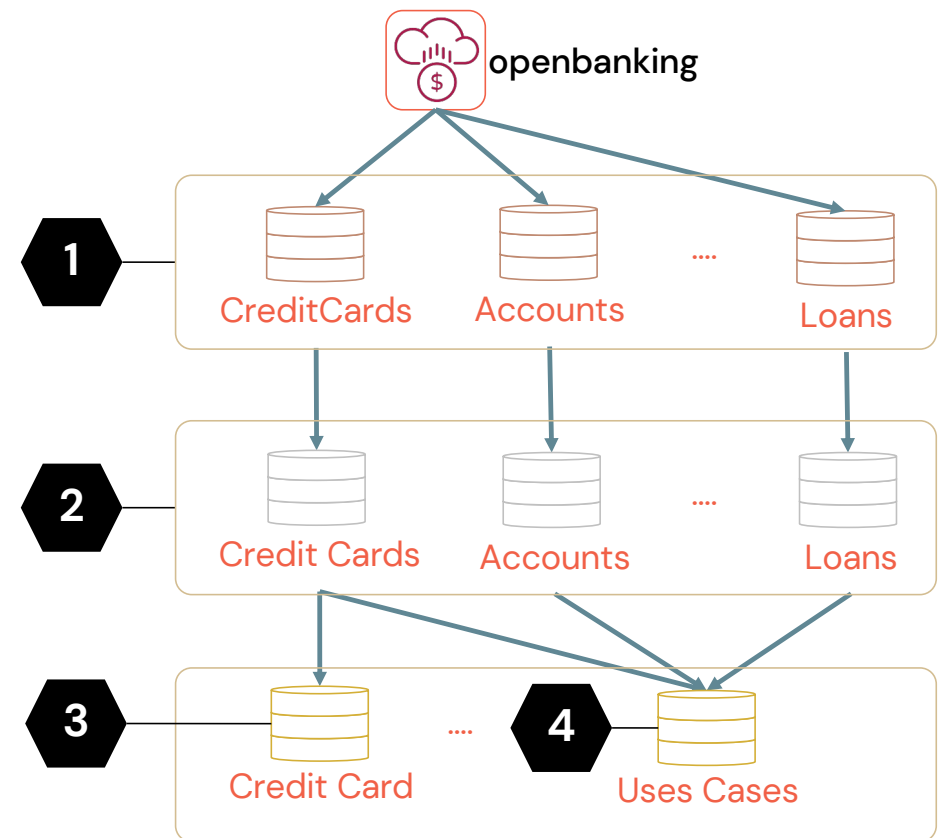 $
openbanking
1
CreditCards
Accounts
....
Loans
2
Credit Cards
Accounts
....
Loans
3
Credit Card
....
4
Uses Cases